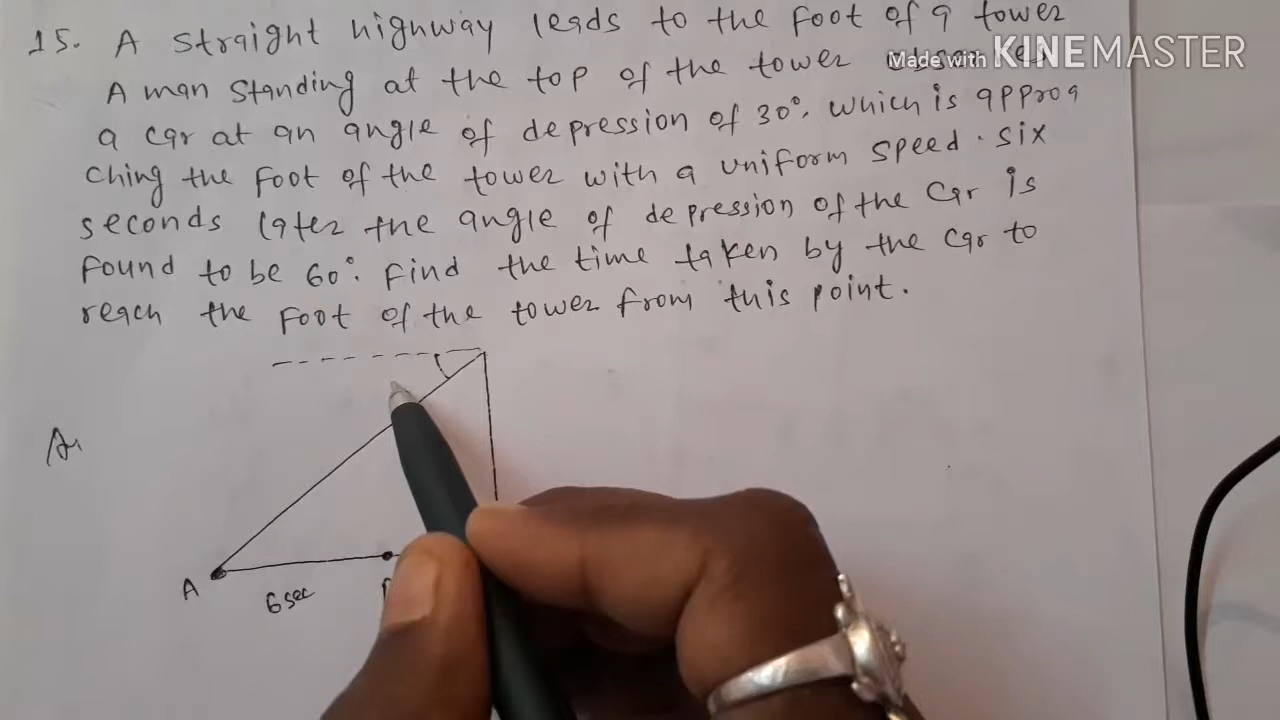 15. A straight highway leads to the foot of a tower
Made with KINEMASTER
A man standing at the top of the tower
a car at an angle of depression of 30°. which is approa
ching the foot of the tower with a uniform speed. six
seconds later the angle of depression of the car is
found to be 60°. find the time taken by the car to
reach the foot of the tower from this point.
A
6 sec